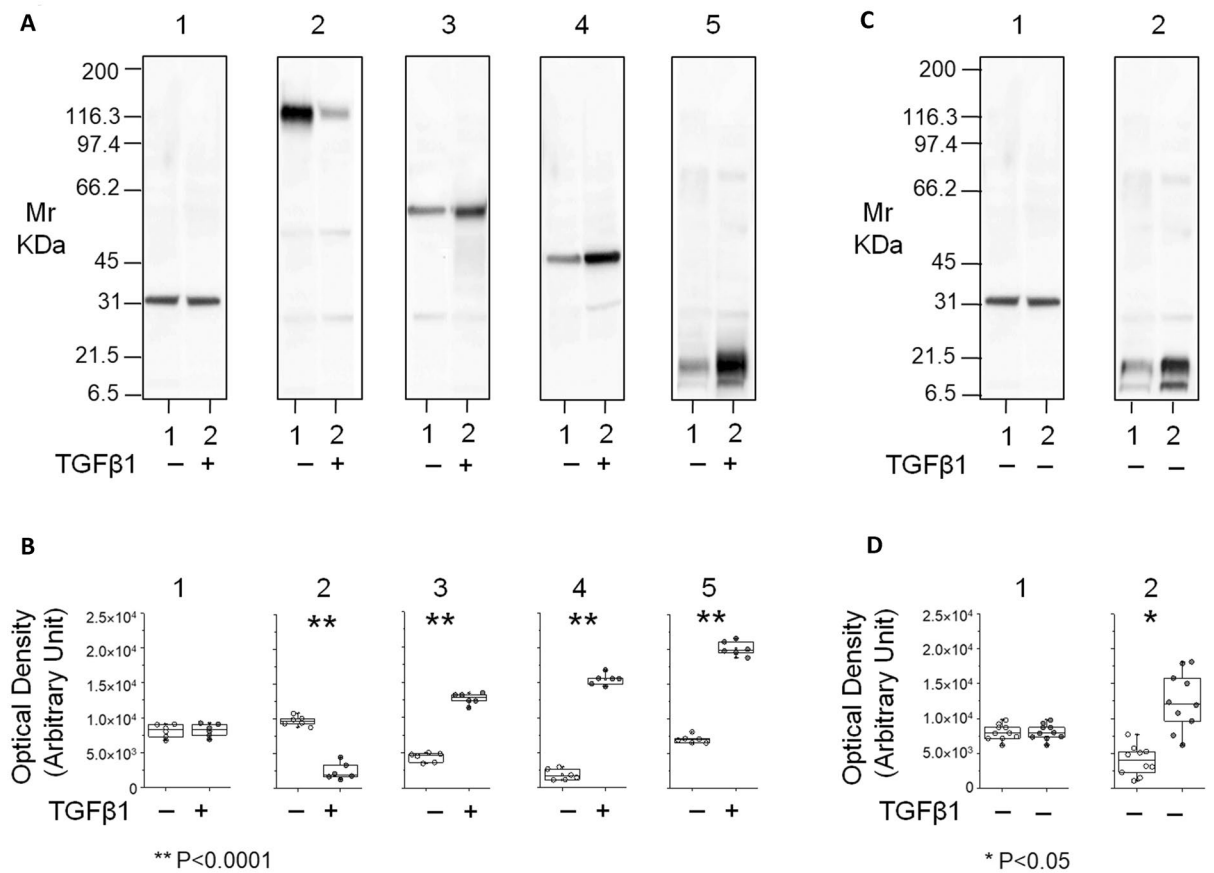 A 1 2 3 4 5
200
116.3
97.4
66.2
Mr
KDa
45
31
21.5
6.5
1 2 1 2 1 2 1 2 1 2
TGFβ1 – + – + – + – + – +
C 1 2
200
116.3
97.4
66.2
Mr
KDa
45
31
21.5
6.5
1 2 1 2
TGFβ1 – – – –
B
1 2 3 4 5
Optical Density
(Arbitrary Unit)
2.5×10⁴
2.0×10⁴
1.5×10⁴
1.0×10⁴
5.0×10³
0
** ** ** **
TGFβ1 – + – + – + – + – +
** P<0.0001
D
1 2
Optical Density
(Arbitrary Unit)
2.5×10⁴
2.0×10⁴
1.5×10⁴
1.0×10⁴
5.0×10³
0
*
TGFβ1 – – – –
* P<0.05